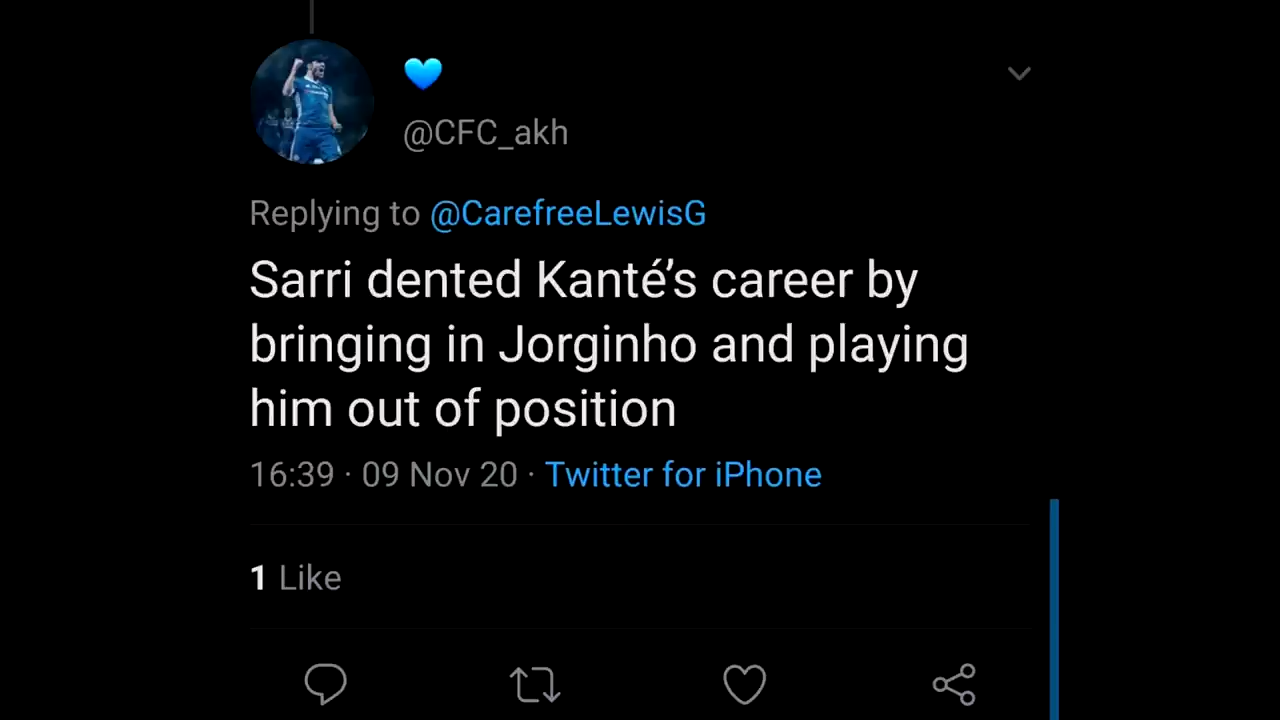 💙
@CFC_akh
Replying to @CarefreeLewisG
Sarri dented Kanté’s career by
bringing in Jorginho and playing
him out of position
16:39 · 09 Nov 20 · Twitter for iPhone
1 Like